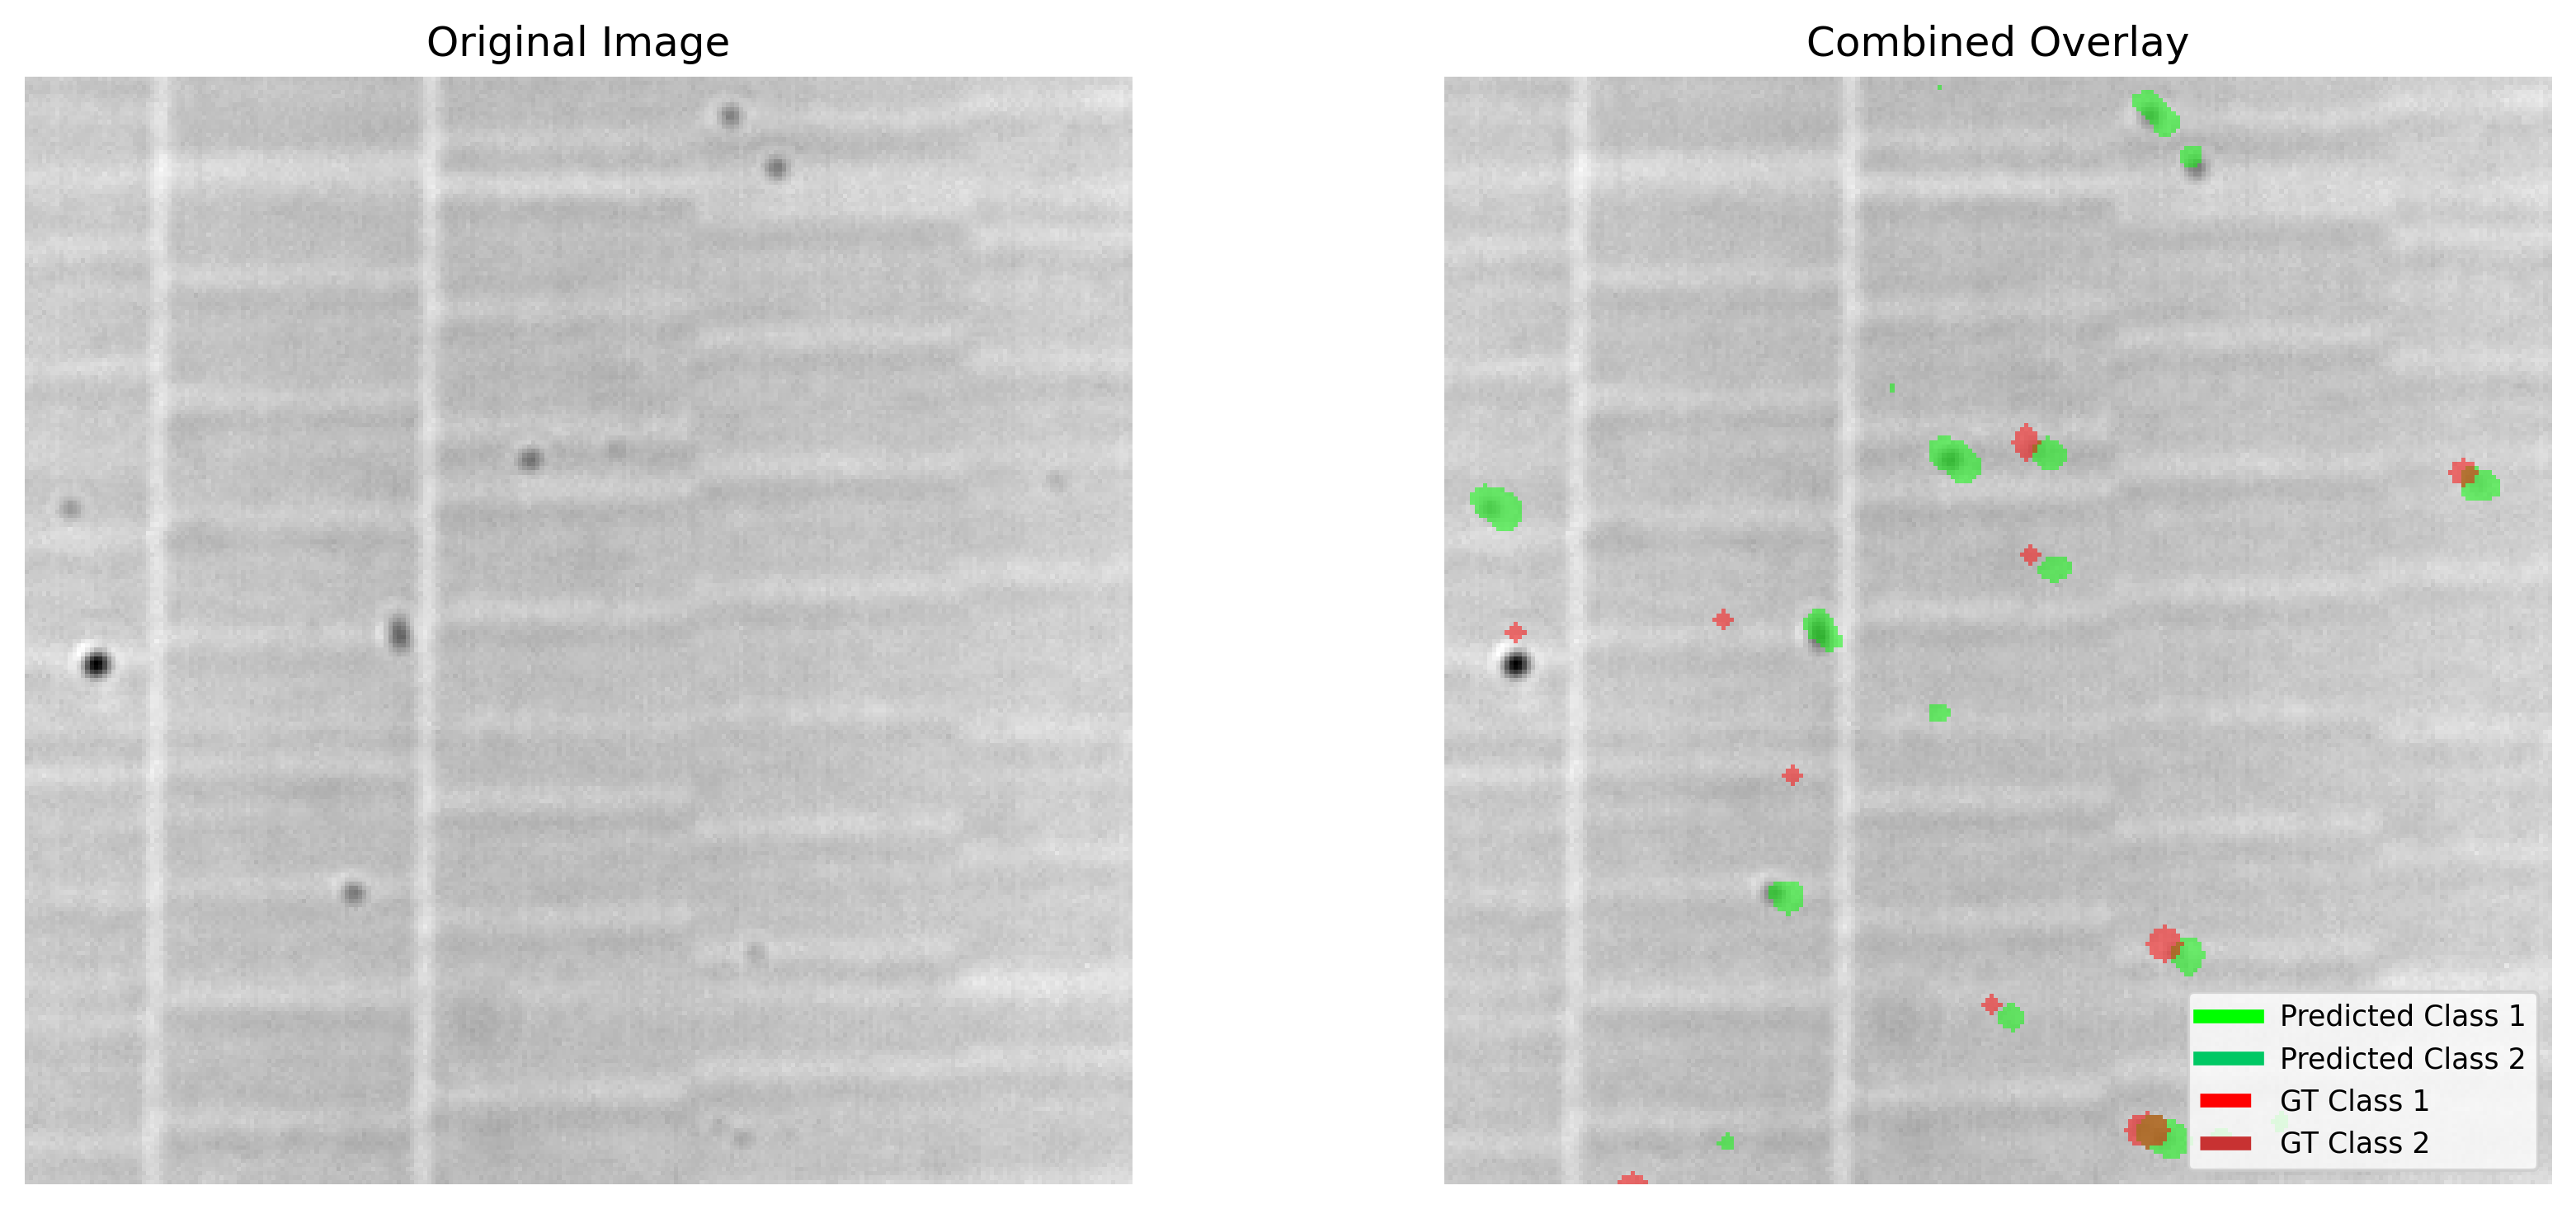 Original Image
Combined Overlay
Predicted Class 1
Predicted Class 2
GT Class 1
GT Class 2